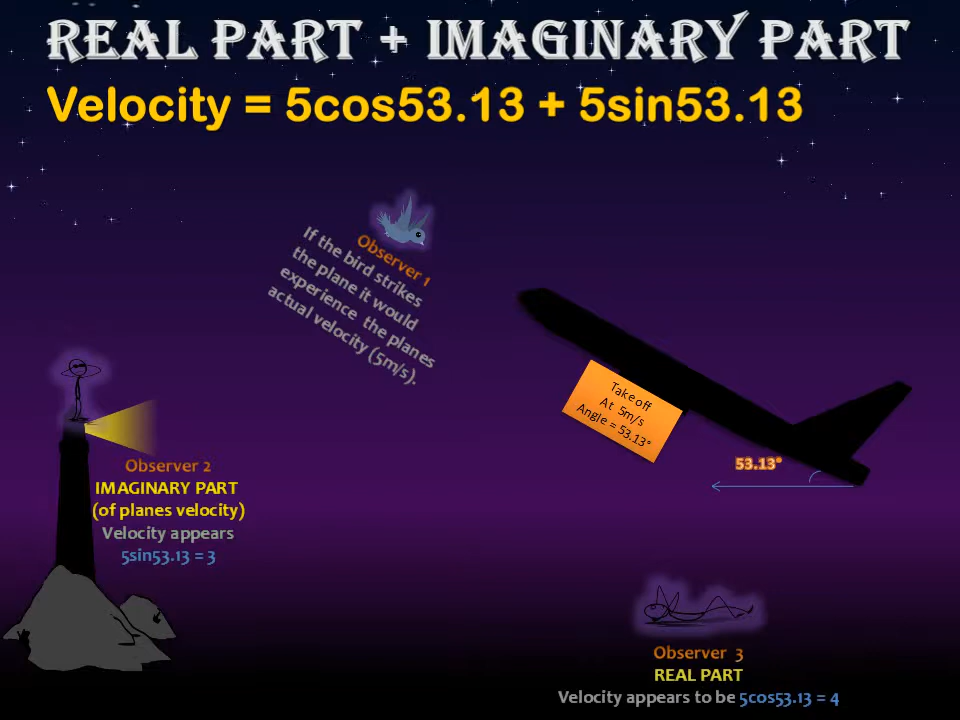 REAL PART + IMAGINARY PART
Velocity = 5cos53.13 + 5sin53.13
Observer 1
If the bird strikes
the plane it would
experience the planes
actual velocity (5m/s).
Take off
At 5m/s
Angle = 53.13°
53.13°
Observer 2
IMAGINARY PART
(of planes velocity)
Velocity appears
5sin53.13 = 3
Observer 3
REAL PART
Velocity appears to be 5cos53.13 = 4